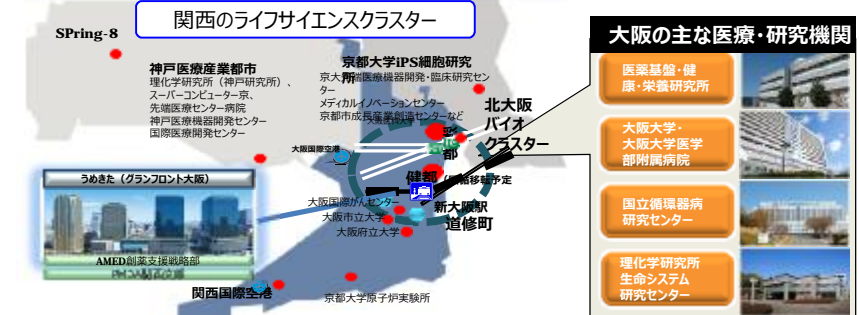 関西のライフサイエンスクラスター
SPring-8
神戸医療産業都市
理化学研究所（神戸研究所）、
スーパーコンピューター京、
先端医療センター病院
神戸医療機器開発センター
国際医療開発センター
京都大学iPS細胞研究
所
京大先端医療機器開発・臨床研究セン
ター
メディカルイノベーションセンター
京都市成長産業創造センターなど
北大阪
バイオ
クラスター
大阪国際空港
彩都
健都
移転予定
うめきた（グランフロント大阪）
AMED創薬支援戦略部
大阪国際がんセンター
大阪市立大学
大阪府立大学
新大阪駅
道修町
関西国際空港
京都大学原子炉実験所
大阪の主な医療・研究機関
医薬基盤・健
康・栄養研究所
大阪大学・
大阪大学医学
部附属病院
国立循環器病
研究センター
理化学研究所
生命システム
研究センター